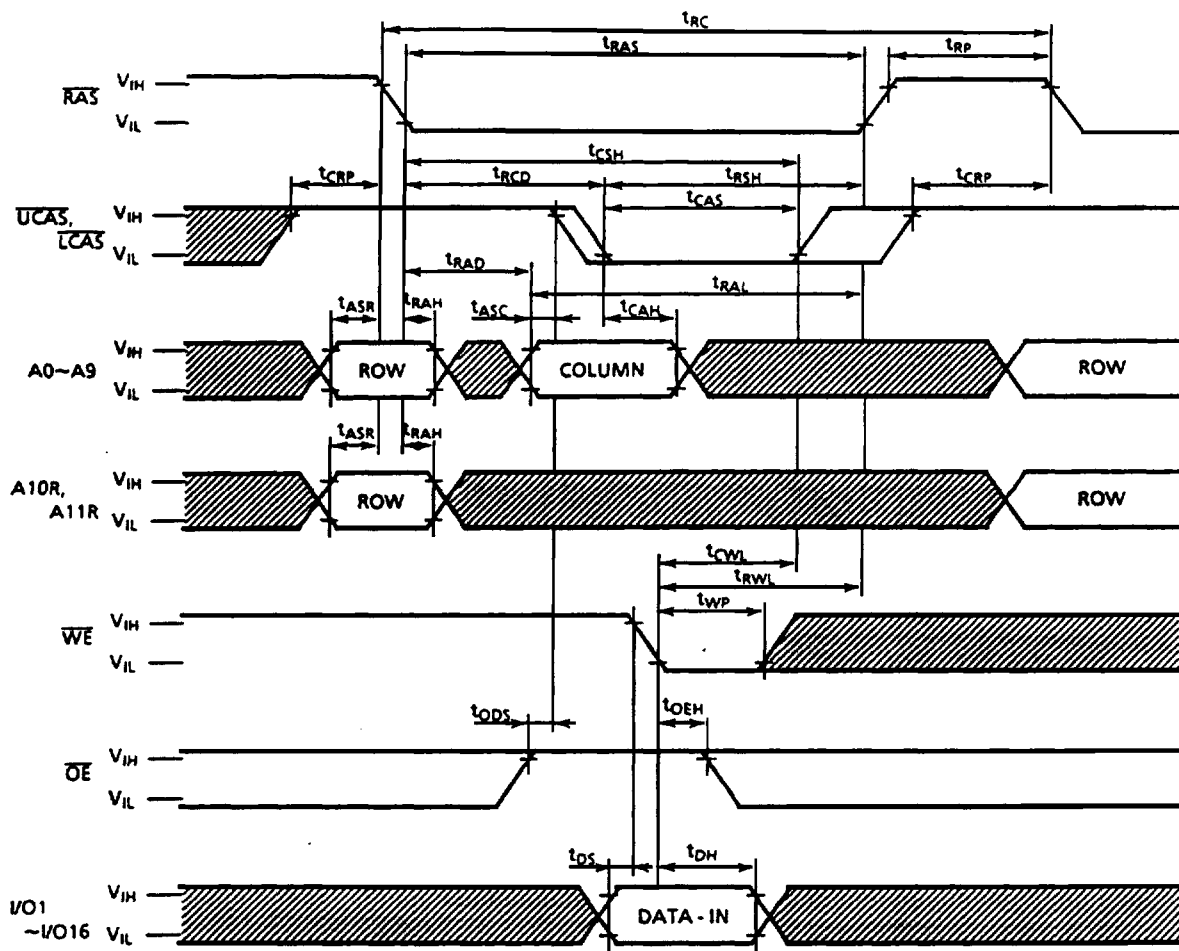 tRC
tRAS
tRP
RAS
VIH
VIL
tCSH
tCRP
tRCD
tRSH
tCRP
tCAS
UCAS,
LCAS
VIH
VIL
tRAD
tRAL
tASR
tRAH
tASC
tCAH
A0~A9
VIH
VIL
ROW
COLUMN
ROW
tASR
tRAH
A10R,
A11R
VIH
VIL
ROW
ROW
tCWL
tRWL
tWP
WE
VIH
VIL
tODS
tOEH
OE
VIH
VIL
tDS
tDH
I/O1
~I/O16
VIH
VIL
DATA - IN